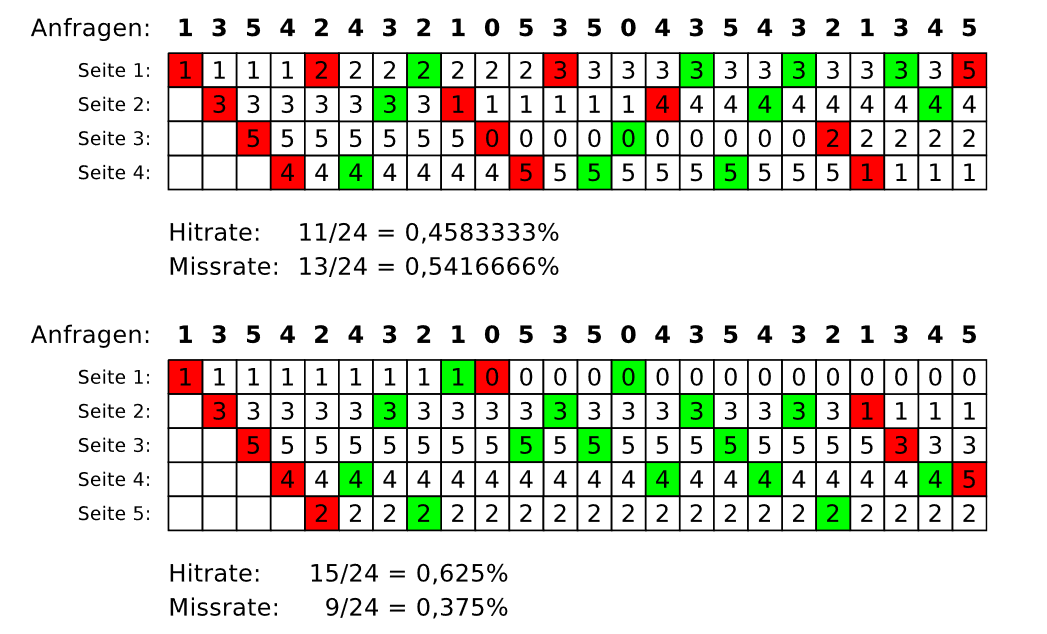 Anfragen: 1 3 5 4 2 4 3 2 1 0 5 3 5 0 4 3 5 4 3 2 1 3 4 5
Seite 1: 1 1 1 1 2 2 2 2 2 2 2 3 3 3 3 3 3 3 3 3 3 3 3 5
Seite 2: 3 3 3 3 3 3 3 1 1 1 1 1 1 4 4 4 4 4 4 4 4 4 4
Seite 3: 5 5 5 5 5 5 5 0 0 0 0 0 0 0 0 0 0 2 2 2 2 2
Seite 4: 4 4 4 4 4 4 4 5 5 5 5 5 5 5 5 5 5 1 1 1 1
Hitrate: 11/24 = 0,4583333%
Missrate: 13/24 = 0,5416666%
Anfragen: 1 3 5 4 2 4 3 2 1 0 5 3 5 0 4 3 5 4 3 2 1 3 4 5
Seite 1: 1 1 1 1 1 1 1 1 1 0 0 0 0 0 0 0 0 0 0 0 0 0 0 0
Seite 2: 3 3 3 3 3 3 3 3 3 3 3 3 3 3 3 3 3 3 3 1 1 1 1
Seite 3: 5 5 5 5 5 5 5 5 5 5 5 5 5 5 5 5 5 5 5 3 3 3
Seite 4: 4 4 4 4 4 4 4 4 4 4 4 4 4 4 4 4 4 4 4 4 5
Seite 5: 2 2 2 2 2 2 2 2 2 2 2 2 2 2 2 2 2 2 2 2
Hitrate: 15/24 = 0,625%
Missrate: 9/24 = 0,375%